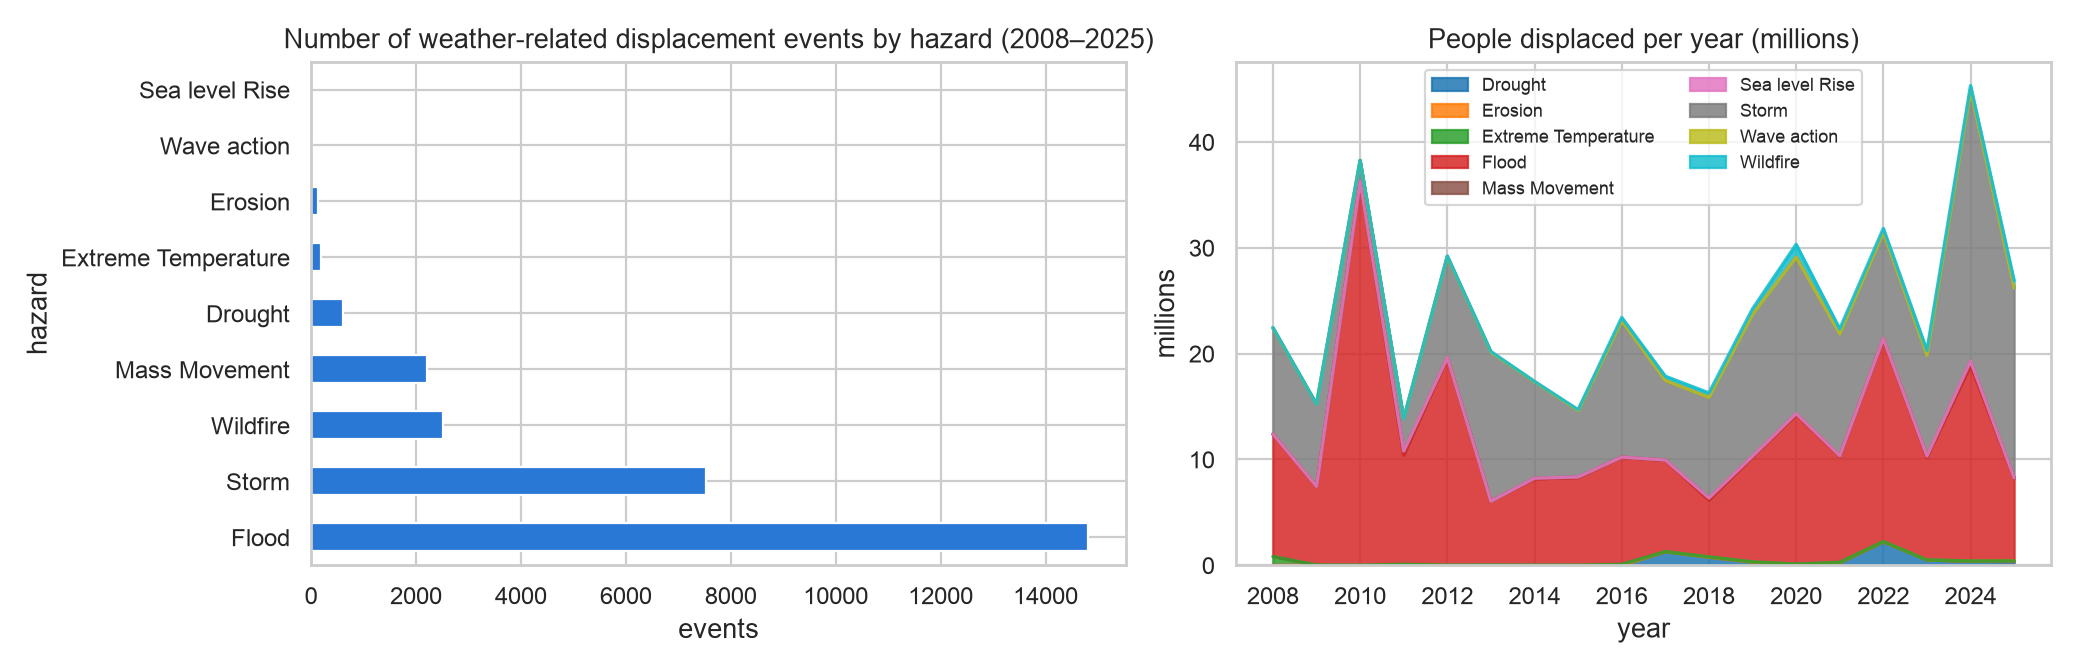 Number of weather-related displacement events by hazard (2008–2025)
hazard
Sea level Rise
Wave action
Erosion
Extreme Temperature
Drought
Mass Movement
Wildfire
Storm
Flood
0 2000 4000 6000 8000 10000 12000 14000
events
People displaced per year (millions)
Drought
Erosion
Extreme Temperature
Flood
Mass Movement
Sea level Rise
Storm
Wave action
Wildfire
millions
40
30
20
10
0
2008 2010 2012 2014 2016 2018 2020 2022 2024
year